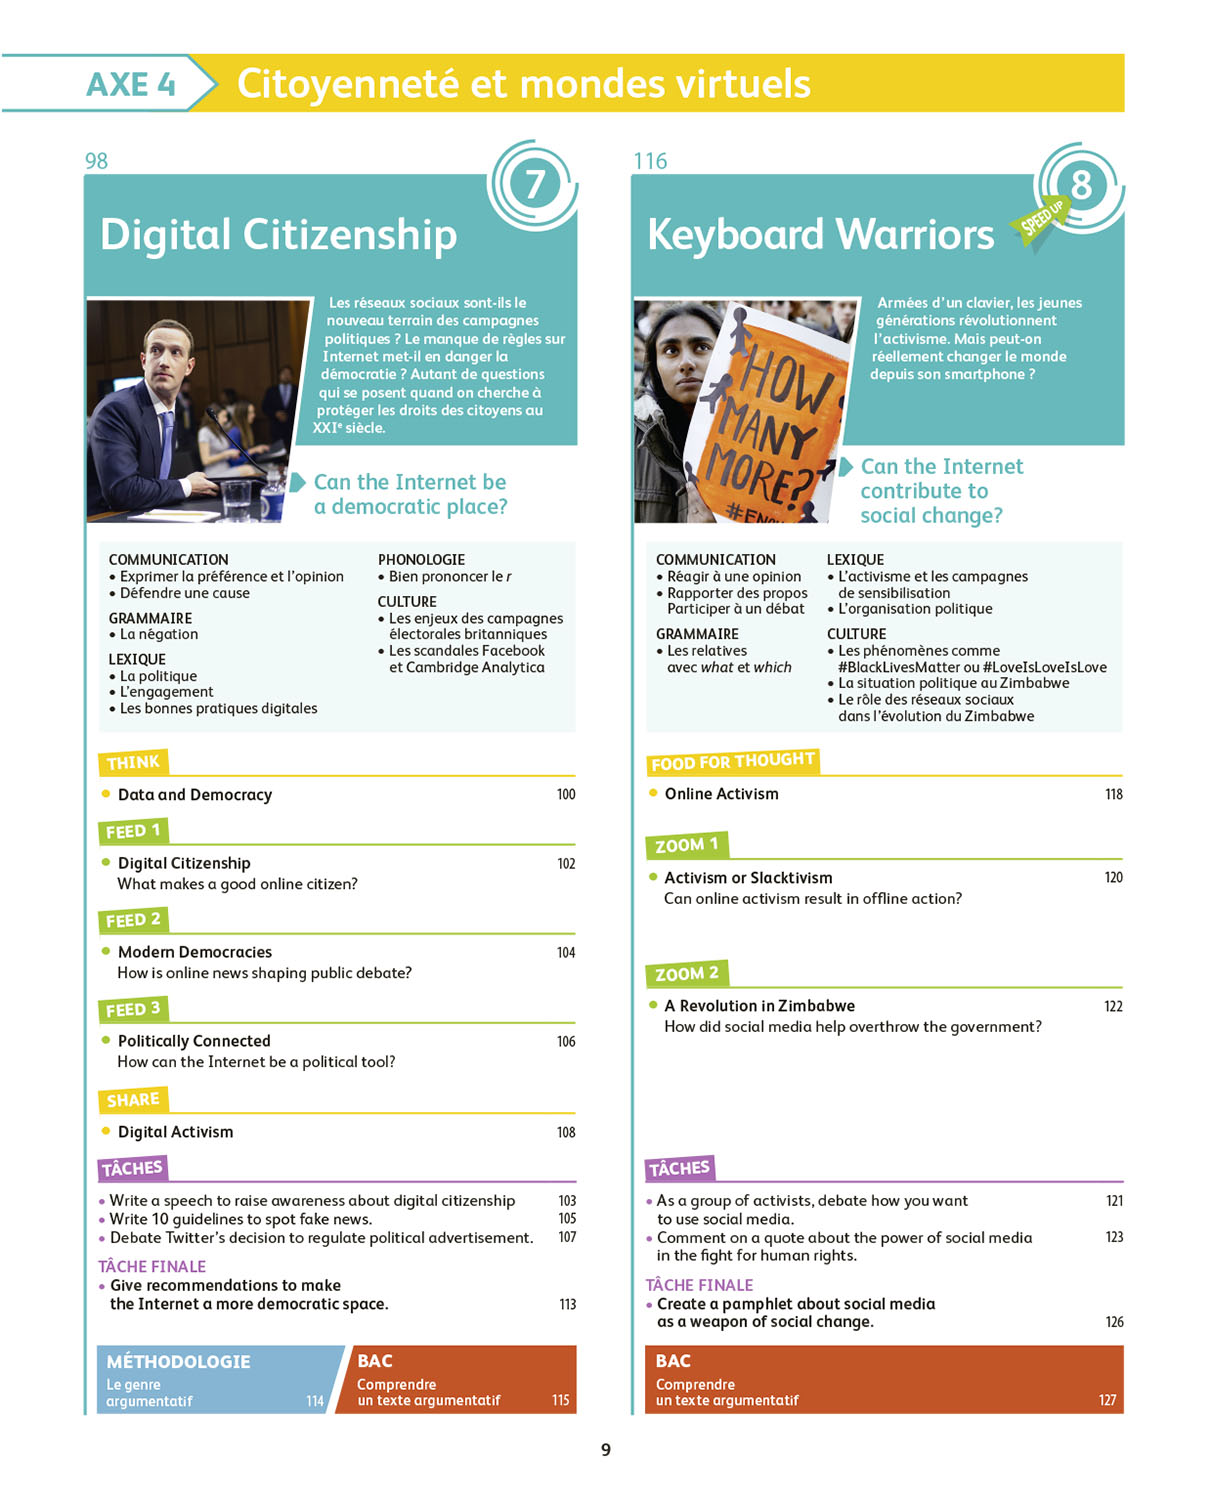 AXE 4
Citoyenneté et mondes virtuels
98
7
Digital Citizenship
Les réseaux sociaux sont-ils le
nouveau terrain des campagnes
politiques ? Le manque de règles sur
Internet met-il en danger la
démocratie ? Autant de questions
qui se posent quand on cherche à
protéger les droits des citoyens au
XXIe siècle.
Can the Internet be
a democratic place?
COMMUNICATION
• Exprimer la préférence et l'opinion
• Défendre une cause
GRAMMAIRE
• La négation
LEXIQUE
• La politique
• L'engagement
• Les bonnes pratiques digitales
PHONOLOGIE
• Bien prononcer le r
CULTURE
• Les enjeux des campagnes
électorales britanniques
• Les scandales Facebook
et Cambridge Analytica
THINK
• Data and Democracy 100
FEED 1
• Digital Citizenship 102
What makes a good online citizen?
FEED 2
• Modern Democracies 104
How is online news shaping public debate?
FEED 3
• Politically Connected 106
How can the Internet be a political tool?
SHARE
• Digital Activism 108
TÂCHES
• Write a speech to raise awareness about digital citizenship 103
• Write 10 guidelines to spot fake news. 105
• Debate Twitter's decision to regulate political advertisement. 107
TÂCHE FINALE
• Give recommendations to make
the Internet a more democratic space. 113
MÉTHODOLOGIE
Le genre
argumentatif 114
BAC
Comprendre
un texte argumentatif 115
116
8
SPEED UP
Keyboard Warriors
HOW
MANY
MORE?
Armées d'un clavier, les jeunes
générations révolutionnent
l'activisme. Mais peut-on
réellement changer le monde
depuis son smartphone ?
Can the Internet
contribute to
social change?
COMMUNICATION
• Réagir à une opinion
• Rapporter des propos
Participer à un débat
GRAMMAIRE
• Les relatives
avec what et which
LEXIQUE
• L'activisme et les campagnes
de sensibilisation
• L'organisation politique
CULTURE
• Les phénomènes comme
#BlackLivesMatter ou #LoveIsLoveIsLove
• La situation politique au Zimbabwe
• Le rôle des réseaux sociaux
dans l'évolution du Zimbabwe
FOOD FOR THOUGHT
• Online Activism 118
ZOOM 1
• Activism or Slacktivism 120
Can online activism result in offline action?
ZOOM 2
• A Revolution in Zimbabwe 122
How did social media help overthrow the government?
TÂCHES
• As a group of activists, debate how you want 121
to use social media.
• Comment on a quote about the power of social media 123
in the fight for human rights.
TÂCHE FINALE
• Create a pamphlet about social media
as a weapon of social change. 126
BAC
Comprendre
un texte argumentatif 127
9